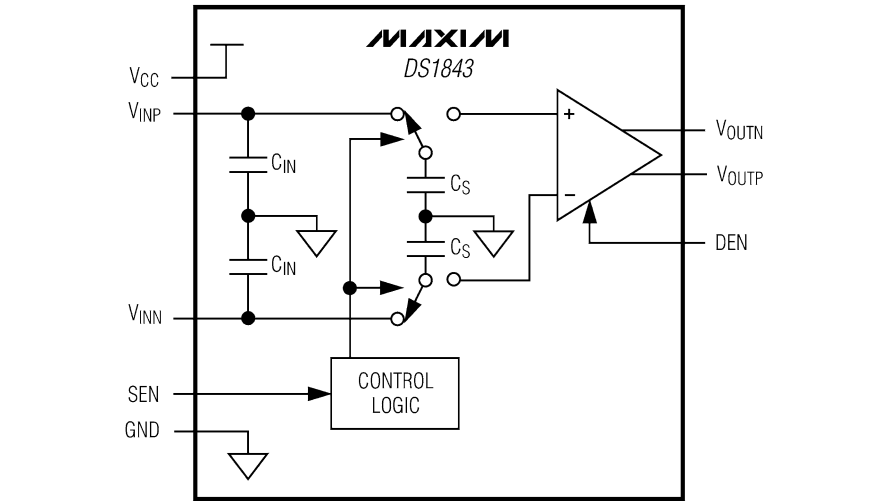 MAXIM
DS1843
VCC
VINP
CIN
CS
+
VOUTN
VOUTP
−
DEN
CS
CIN
VINN
SEN
CONTROL
LOGIC
GND